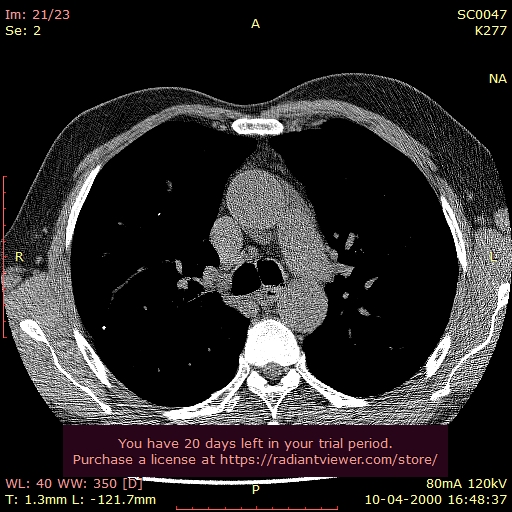 Im: 21/23
Se: 2
A
SC0047
K277
NA
R
L
You have 20 days left in your trial period.
Purchase a license at https://radiantviewer.com/store/
WL: 40 WW: 350 [D]
T: 1.3mm L: -121.7mm
P
80mA 120kV
10-04-2000 16:48:37